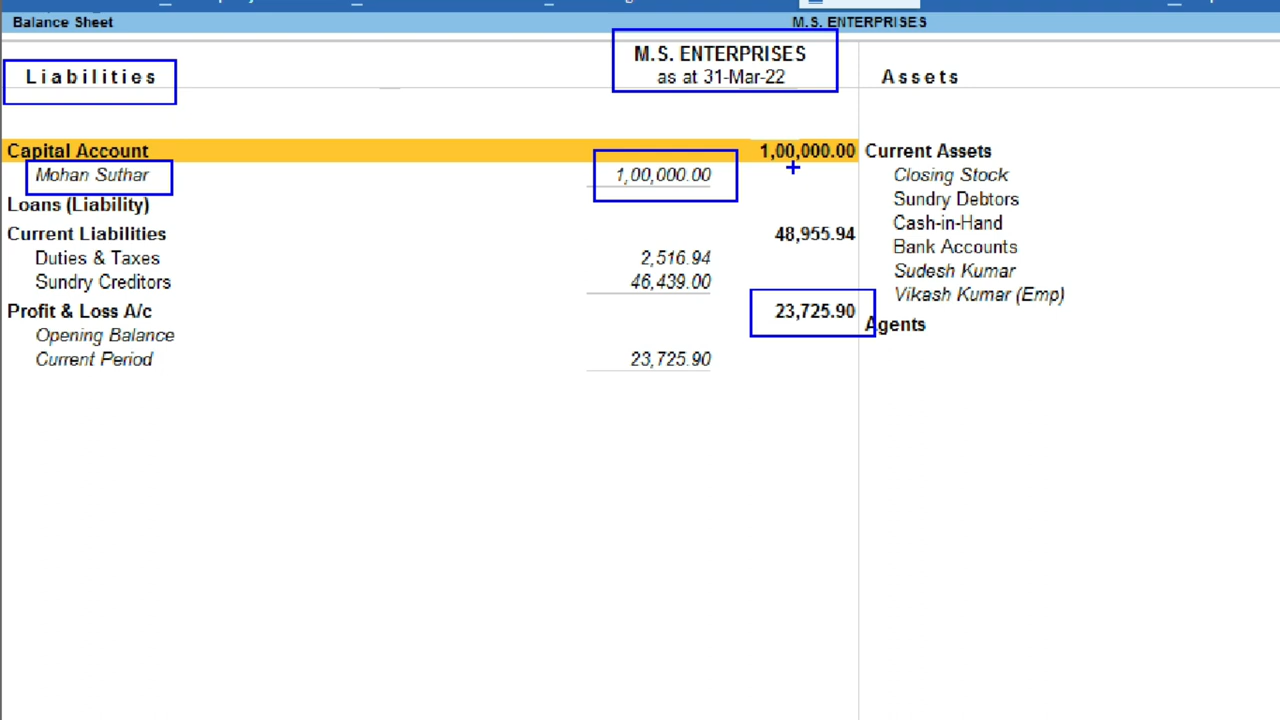 Balance Sheet M.S. ENTERPRISES
M.S. ENTERPRISES
as at 31-Mar-22
Liabilities
Capital Account 1,00,000.00
Mohan Suthar 1,00,000.00
Loans (Liability)
Current Liabilities 48,955.94
Duties & Taxes 2,516.94
Sundry Creditors 46,439.00
Profit & Loss A/c 23,725.90
Opening Balance
Current Period 23,725.90
Assets
Current Assets
Closing Stock
Sundry Debtors
Cash-in-Hand
Bank Accounts
Sudesh Kumar
Vikash Kumar (Emp)
Agents